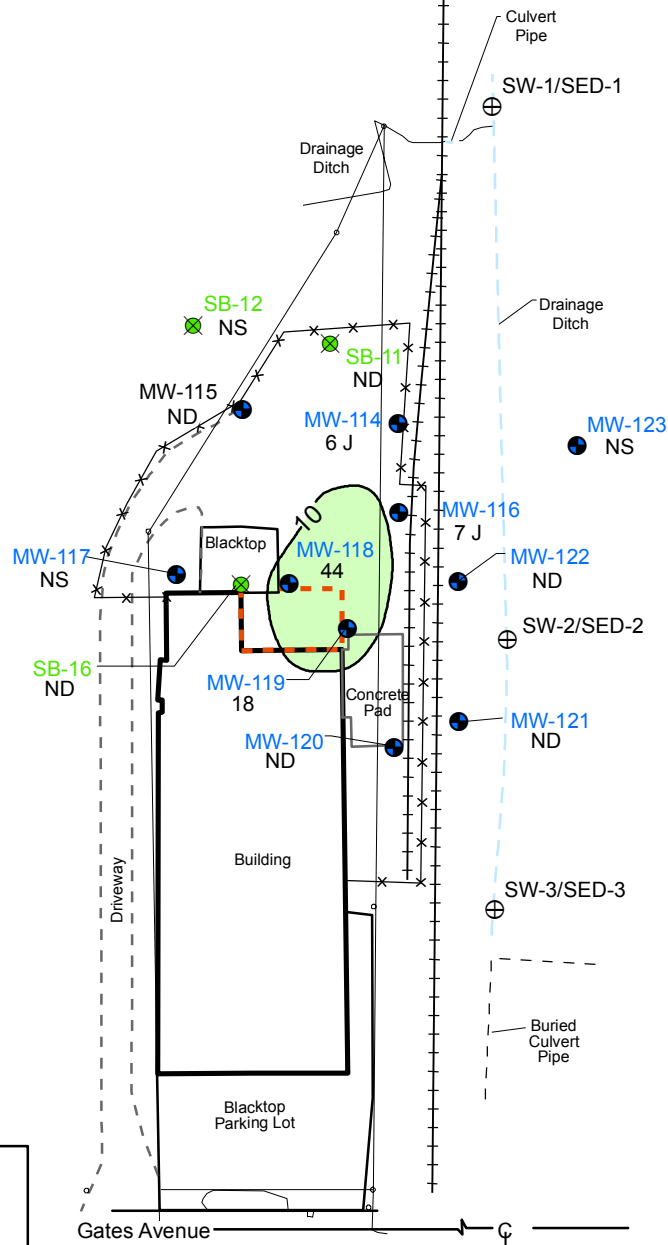 Culvert
Pipe
SW-1/SED-1
Drainage
Ditch
SB-12
NS
Drainage
Ditch
SB-11
ND
MW-115
ND
MW-114
6 J
MW-123
NS
10
MW-116
7 J
Blacktop
MW-118
44
MW-117
NS
MW-122
ND
SW-2/SED-2
SB-16
ND
MW-119
18
Concrete
Pad
MW-121
ND
MW-120
ND
Building
Driveway
SW-3/SED-3
Buried
Culvert
Pipe
Blacktop
Parking Lot
Gates Avenue